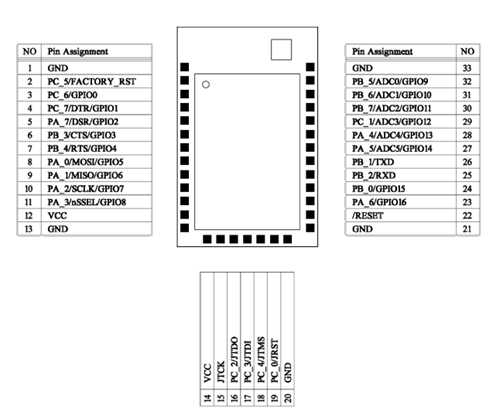 NO Pin Assignment
1 GND
2 PC_5/FACTORY_RST
3 PC_6/GPIO0
4 PC_7/DTR/GPIO1
5 PA_7/DSR/GPIO2
6 PB_3/CTS/GPIO3
7 PB_4/RTS/GPIO4
8 PA_0/MOSI/GPIO5
9 PA_1/MISO/GPIO6
10 PA_2/SCLK/GPIO7
11 PA_3/nSSEL/GPIO8
12 VCC
13 GND
Pin Assignment NO
GND 33
PB_5/ADC0/GPIO9 32
PB_6/ADC1/GPIO10 31
PB_7/ADC2/GPIO11 30
PC_1/ADC3/GPIO12 29
PA_4/ADC4/GPIO13 28
PA_5/ADC5/GPIO14 27
PB_1/TXD 26
PB_2/RXD 25
PB_0/GPIO15 24
PA_6/GPIO16 23
/RESET 22
GND 21
14 VCC
15 JTCK
16 PC_2/JTDO
17 PC_3/JTDI
18 PC_4/JTMS
19 PC_0/JRST
20 GND